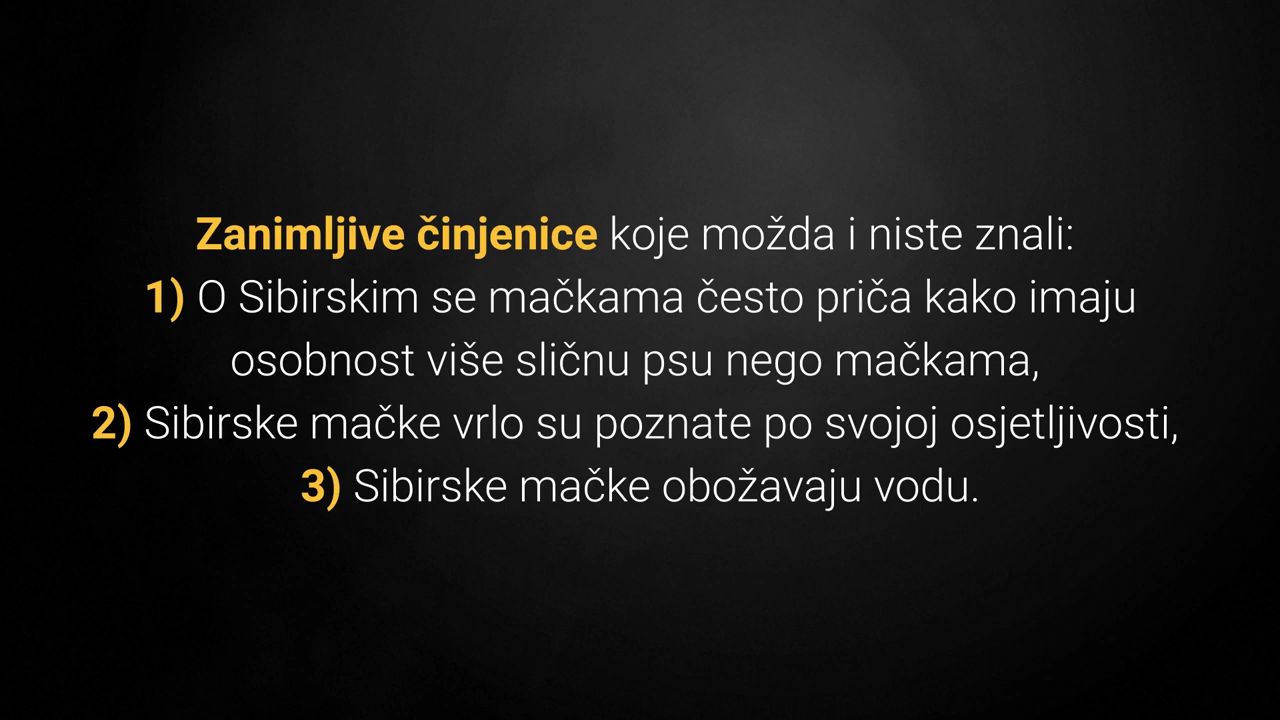 Zanimljive činjenice koje možda i niste znali:
1) O Sibirskim se mačkama često priča kako imaju
osobnost više sličnu psu nego mačkama,
2) Sibirske mačke vrlo su poznate po svojoj osjetljivosti,
3) Sibirske mačke obožavaju vodu.